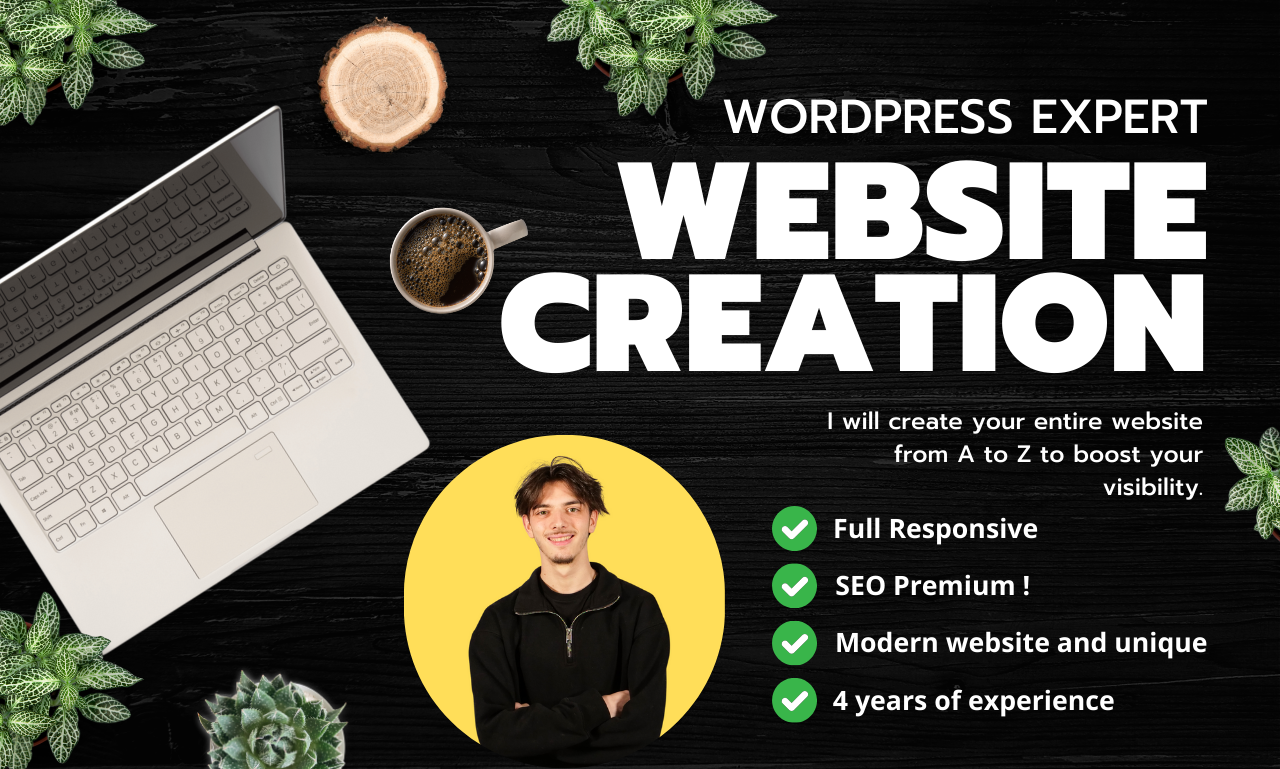 WORDPRESS EXPERT
WEBSITE
CREATION
I will create your entire website
from A to Z to boost your
visibility.
Full Responsive
SEO Premium !
Modern website and unique
4 years of experience